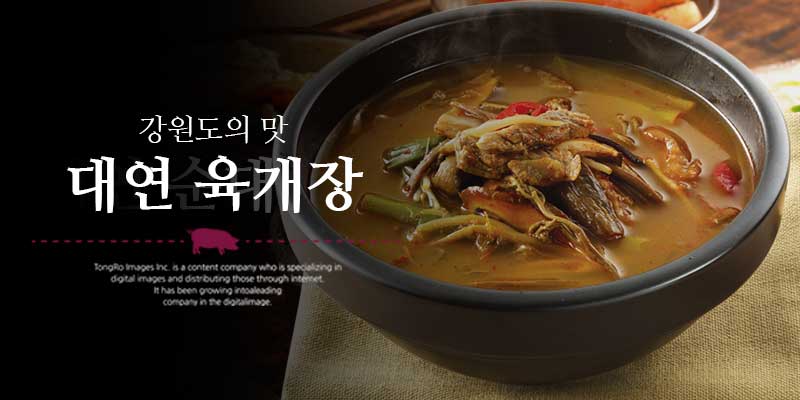 강원도의 맛
대연 육개장
TongRo Images Inc. is a content company who is specializing in
digital images and distributing those through internet.
It has been growing intoaleading
company in the digitalimage.